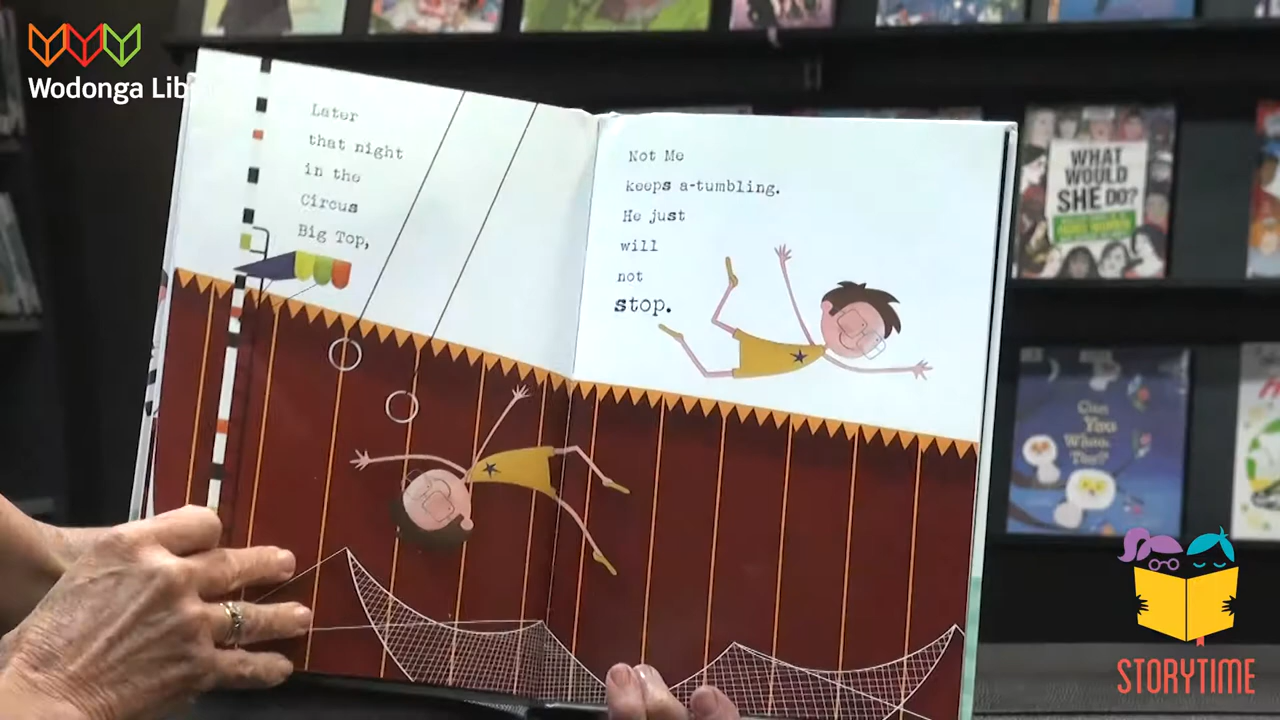 Wodonga Lib
Later
that night
in the
Circus
Big Top,
Not Me
keeps a-tumbling.
He just
will
not
stop.
WHAT
WOULD
SHE DO?
Can
You
Whoo,
Too?
STORYTIME